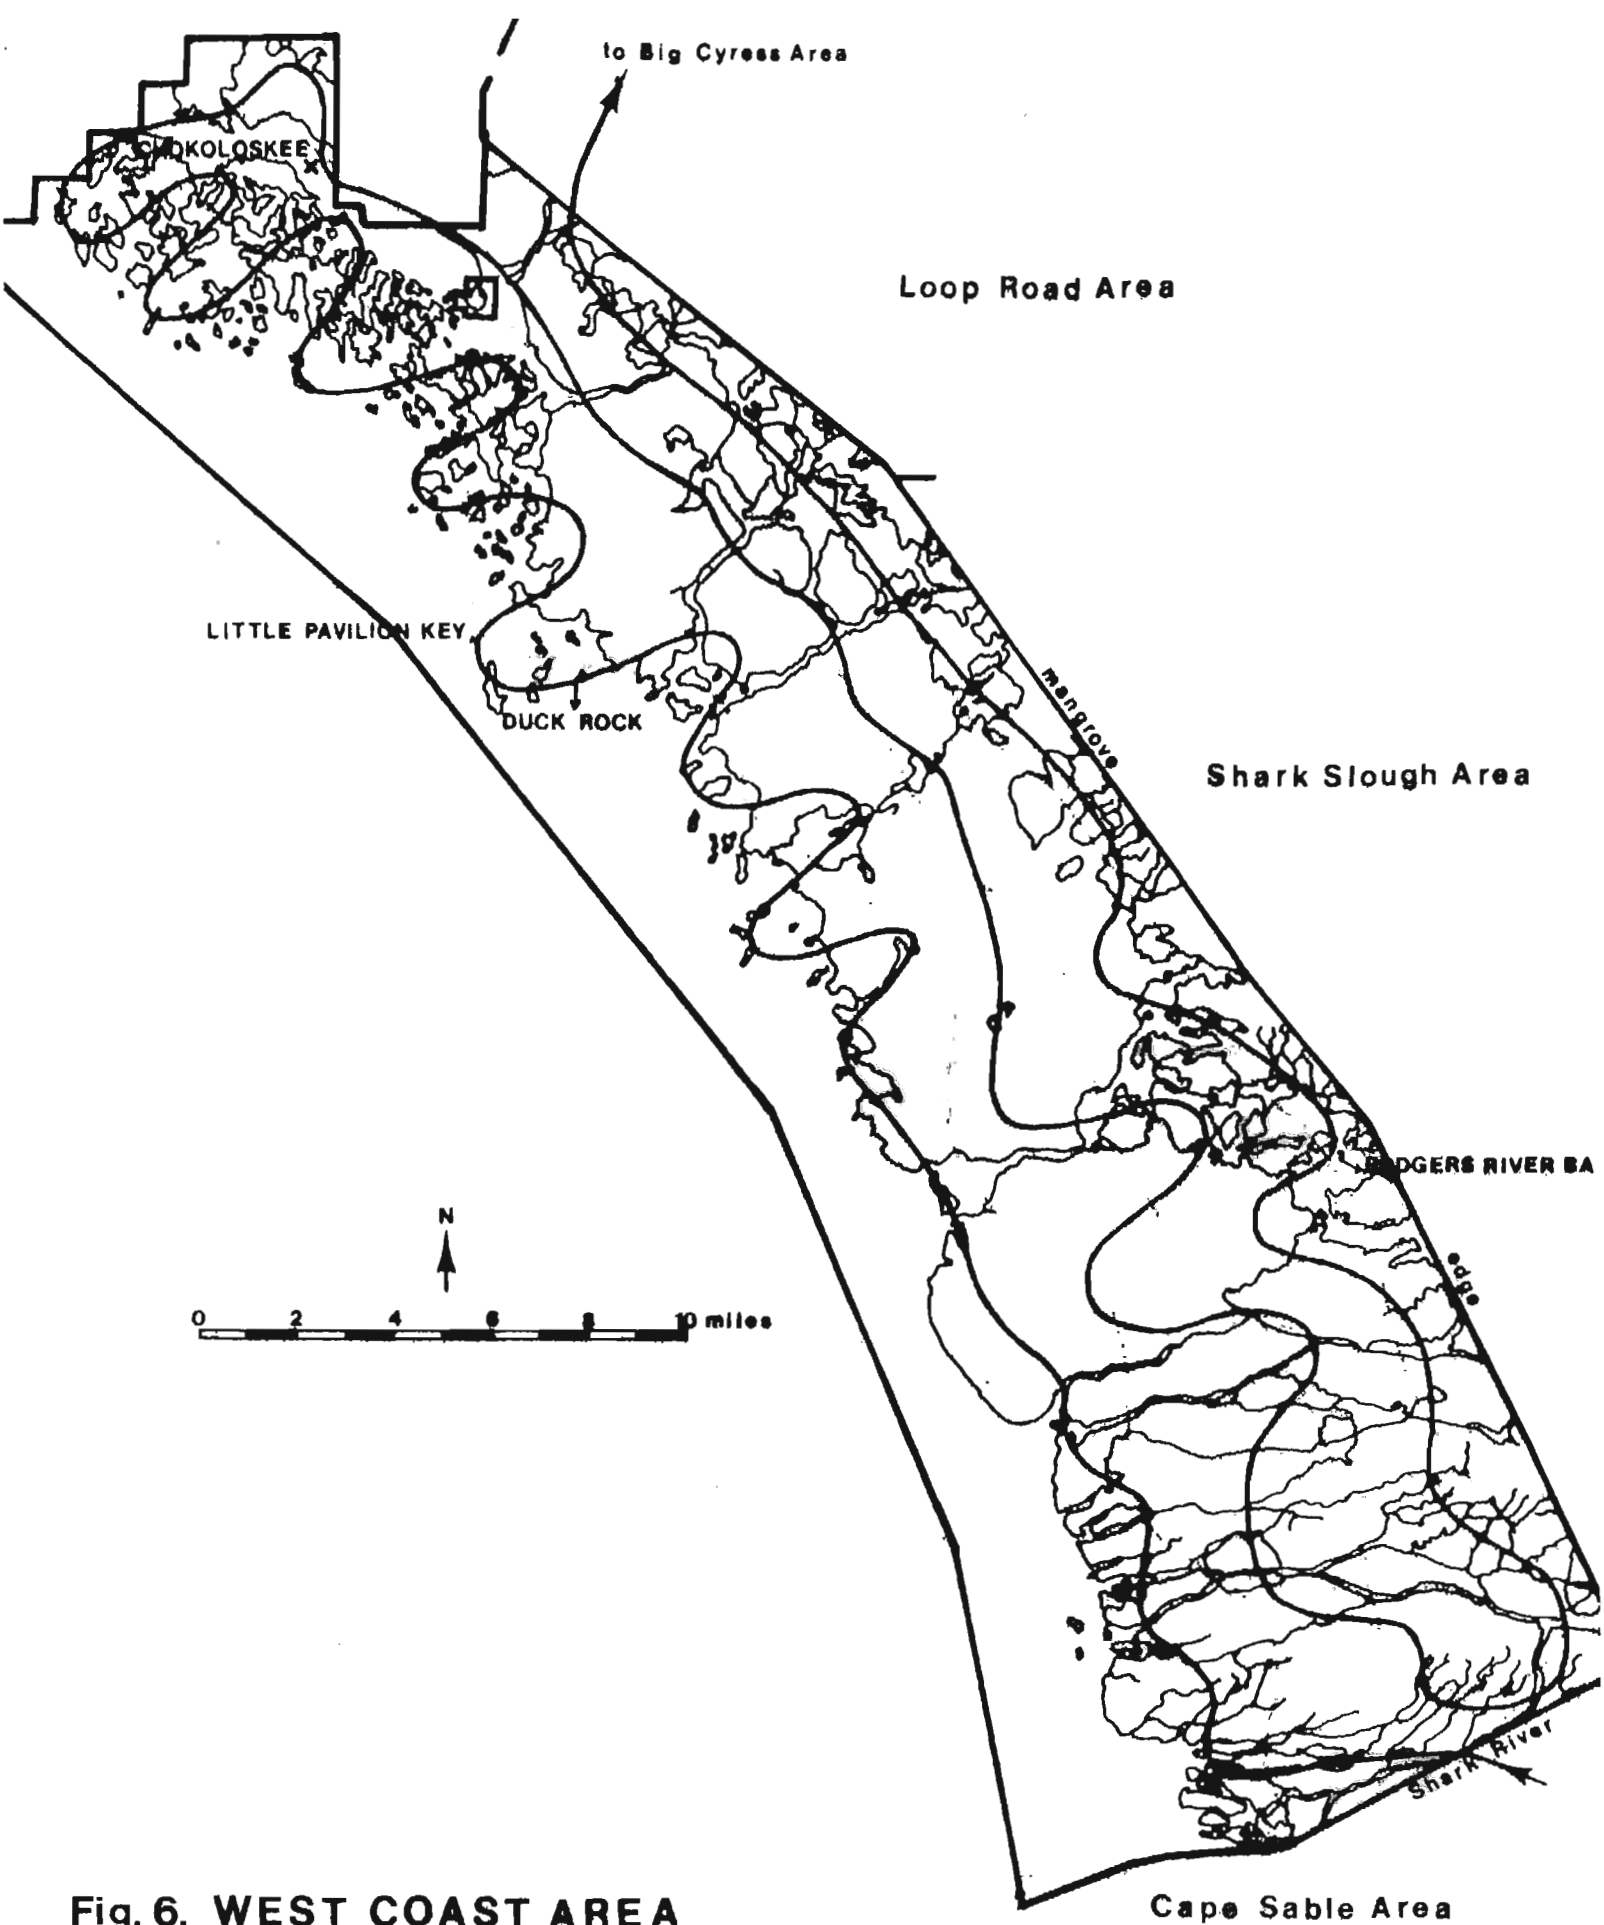 to Big Cyress Area
CHOKOLOSKEE
Loop Road Area
LITTLE PAVILION KEY
DUCK ROCK
mangrove
Shark Slough Area
RODGERS RIVER BA
N
edge
0 2 4 6 8 10 miles
Shark River
Fig. 6. WEST COAST AREA
Cape Sable Area